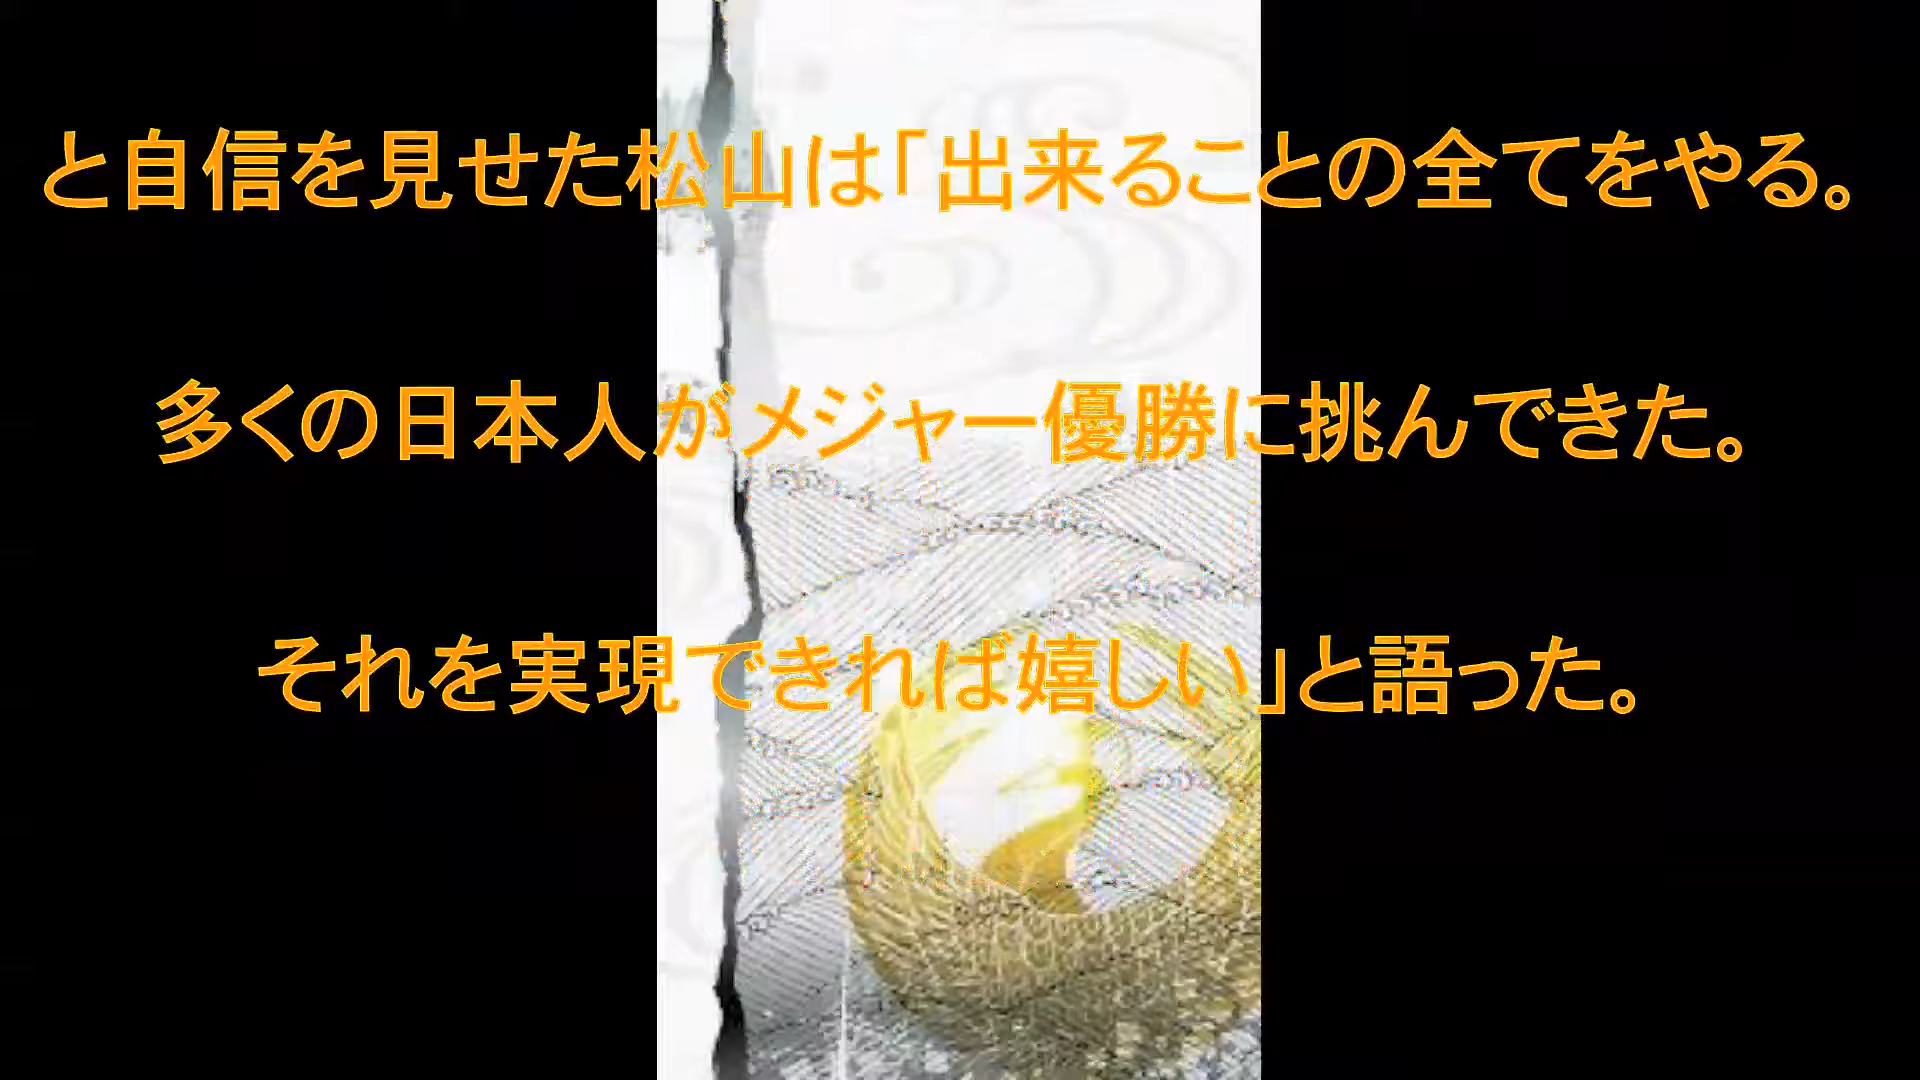 と自信を見せた松山は「出来ることの全てをやる。
多くの日本人がメジャー優勝に挑んできた。
それを実現できれば嬉しい」と語った。